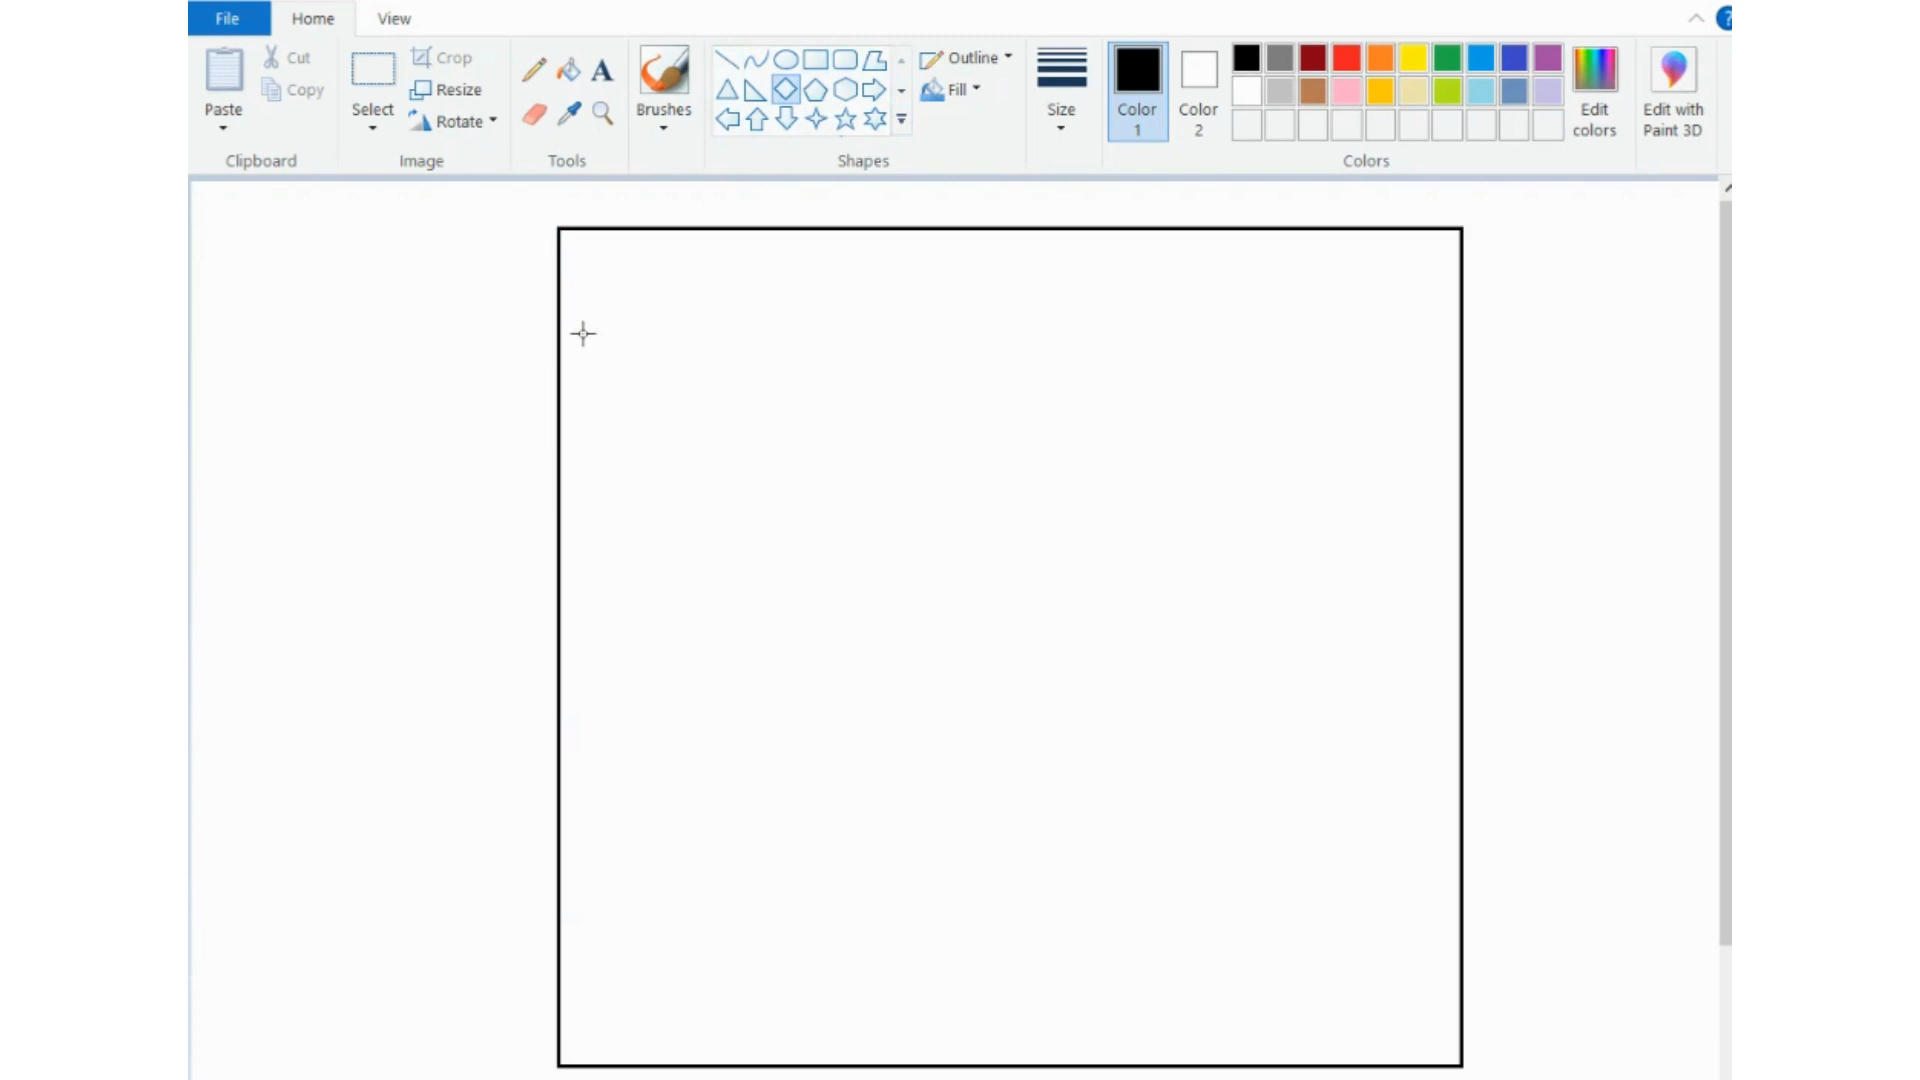 File Home View
Paste
Cut
Copy
Clipboard
Select
Crop
Resize
Rotate
Image
A
Tools
Brushes
Shapes
Outline
Fill
Size
Color
1
Color
2
Colors
Edit
colors
Edit with
Paint 3D
?